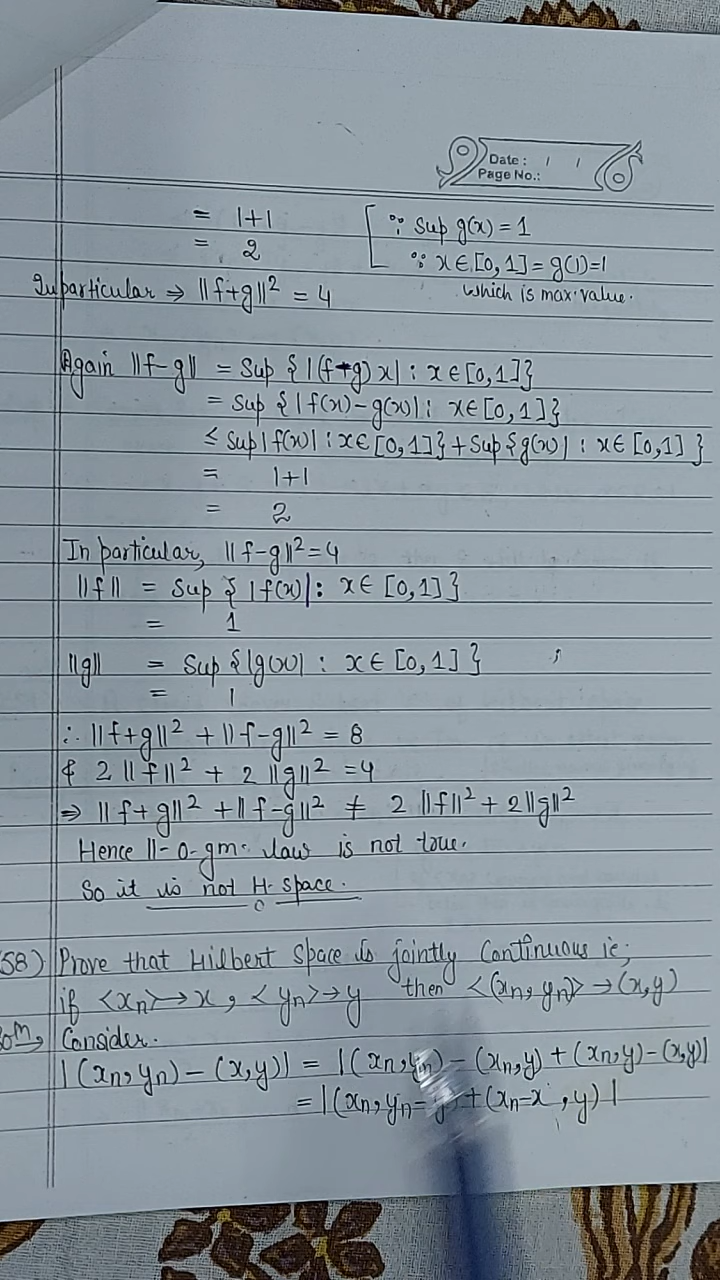 Date : / /
Page No.:
= 1+1 [ ∵ Sup g(x) = 1
= 2 ∵ x ∈ [0,1] = g(1)=1
In particular ⇒ ||f+g||² = 4 which is max. value.
Again ||f-g|| = Sup { |(f+g) x| : x ∈ [0,1]}
= Sup { | f(x) - g(x)| : x ∈ [0,1] }
≤ Sup | f(x)| : x ∈ [0,1]} + Sup { g(x)| : x ∈ [0,1] }
= 1+1
= 2
In particular, || f-g||² = 4
||f|| = Sup { |f(x)| : x ∈ [0,1] }
= 1
||g|| = Sup { |g(x)| : x ∈ [0,1] }
= 1
∴ ||f+g||² + || f-g||² = 8
& 2 ||f||² + 2 ||g||² = 4
⇒ || f+g||² + || f-g||² ≠ 2 ||f||² + 2||g||²
Hence ||-o-gm. law is not true.
So it is not H-space.
58) Prove that Hilbert Space is jointly Continuous ie;
if <xn> → x, <yn> → y then <(xn, yn)> → (x,y)
Consider.
|(xn, yn) - (x,y)| = |(xn, yn) - (xn, y) + (xn, y) - (x,y)|
= |(xn, yn - y) + (xn - x, y) |